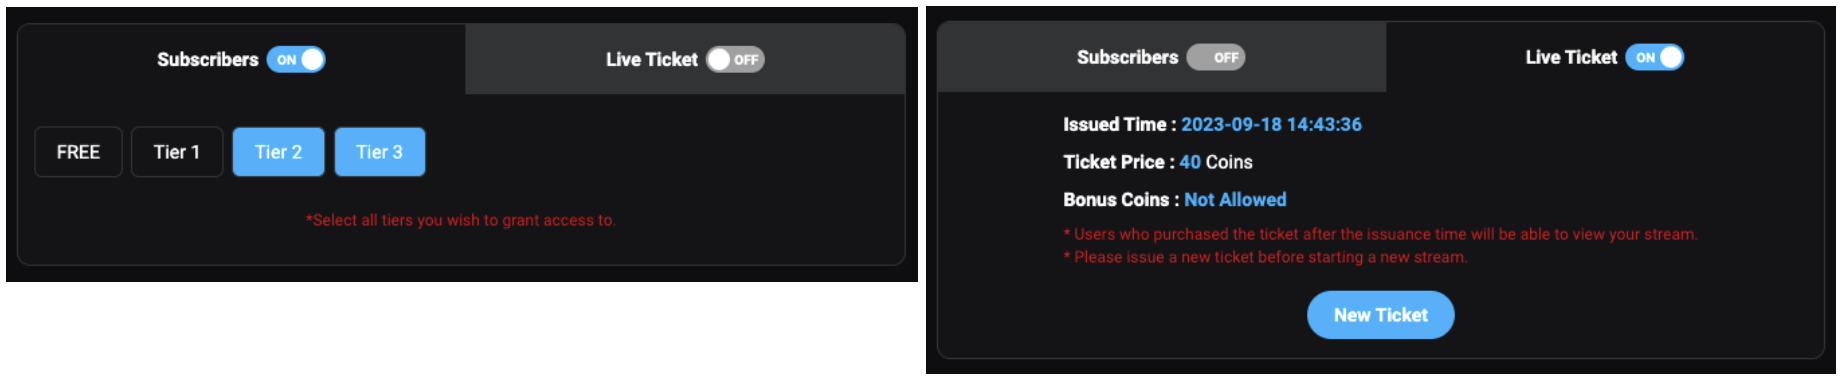 Subscribers ON Live Ticket OFF
FREE Tier 1 Tier 2 Tier 3
*Select all tiers you wish to grant access to.
Subscribers OFF Live Ticket ON
Issued Time : 2023-09-18 14:43:36
Ticket Price : 40 Coins
Bonus Coins : Not Allowed
* Users who purchased the ticket after the issuance time will be able to view your stream.
* Please issue a new ticket before starting a new stream.
New Ticket